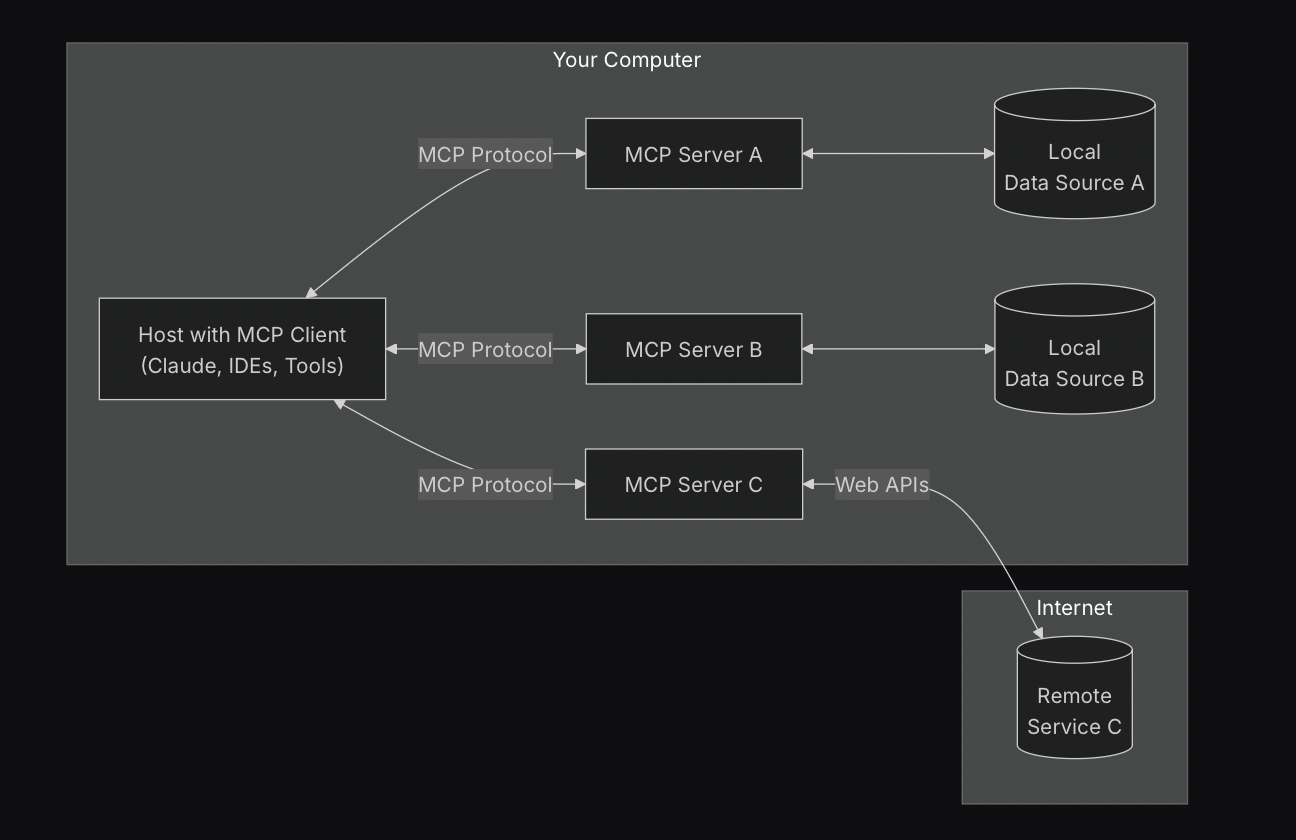 Your Computer
MCP Protocol
MCP Server A
Local
Data Source A
Host with MCP Client
(Claude, IDEs, Tools)
MCP Protocol
MCP Server B
Local
Data Source B
MCP Protocol
MCP Server C
Web APIs
Internet
Remote
Service C